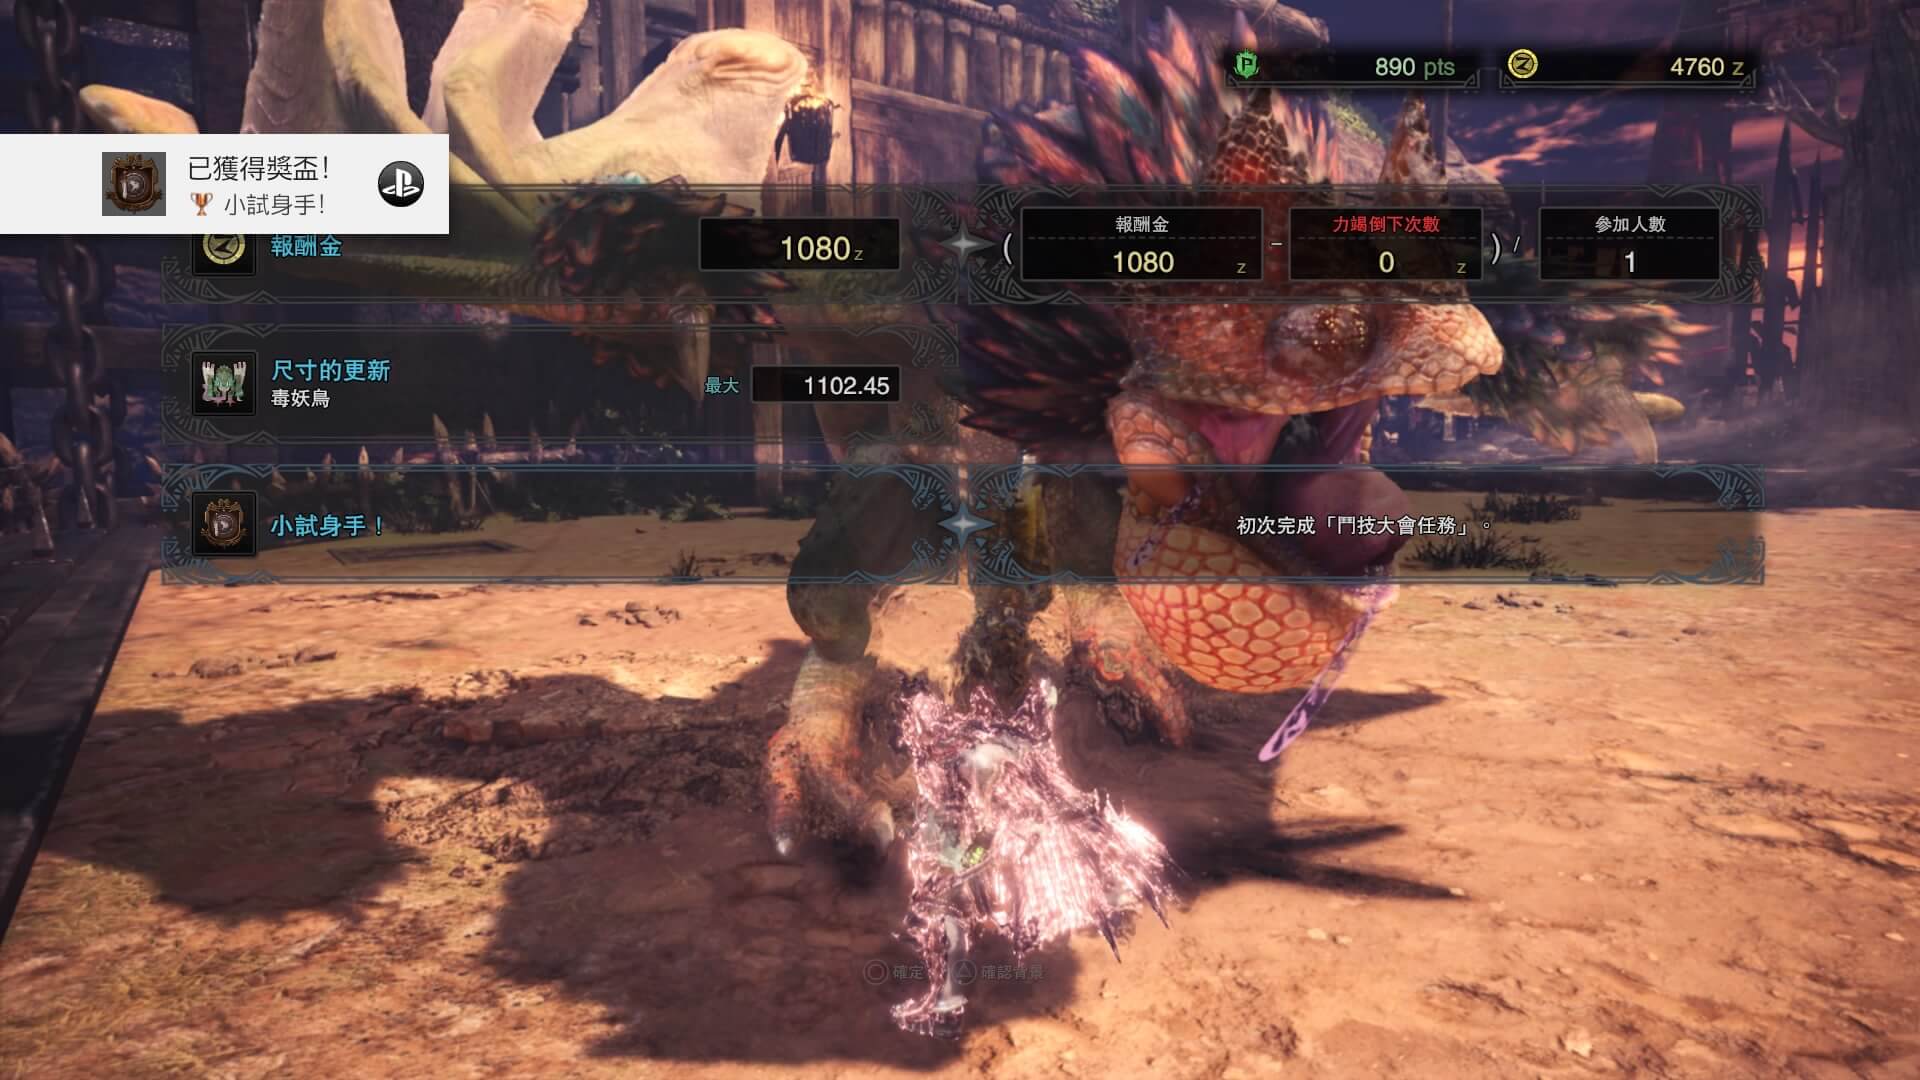 890 pts
4760 z
已獲得獎盃！
小試身手！
報酬金
1080 z
( 報酬金 - 力竭倒下次數 ) / 參加人數
1080 z 0 z 1
尺寸的更新
毒妖鳥
最大 1102.45
小試身手！
初次完成「鬥技大會任務」。
確定 確認背景